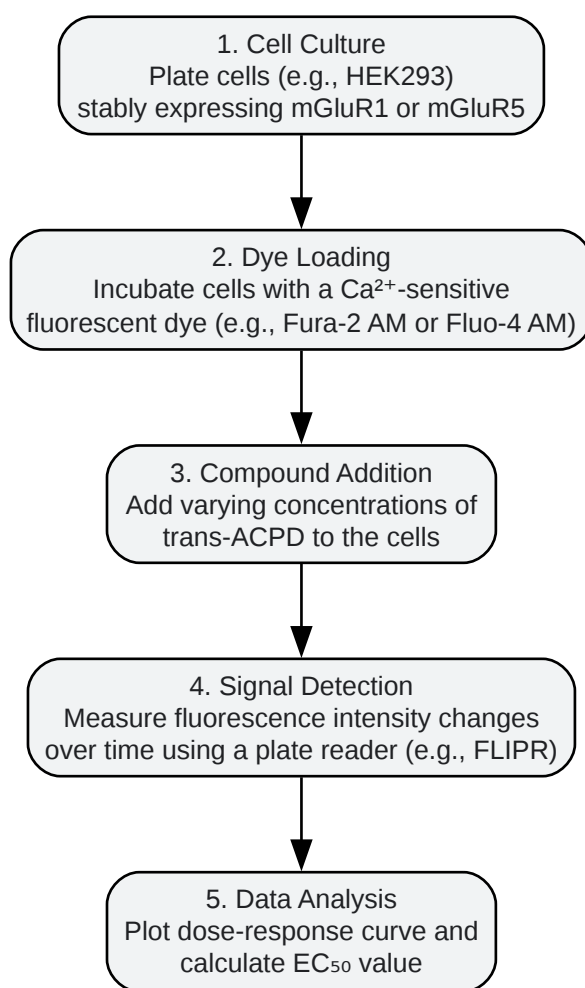 1. Cell Culture
Plate cells (e.g., HEK293)
stably expressing mGluR1 or mGluR5
2. Dye Loading
Incubate cells with a Ca²⁺-sensitive
fluorescent dye (e.g., Fura-2 AM or Fluo-4 AM)
3. Compound Addition
Add varying concentrations of
trans-ACPD to the cells
4. Signal Detection
Measure fluorescence intensity changes
over time using a plate reader (e.g., FLIPR)
5. Data Analysis
Plot dose-response curve and
calculate EC₅₀ value